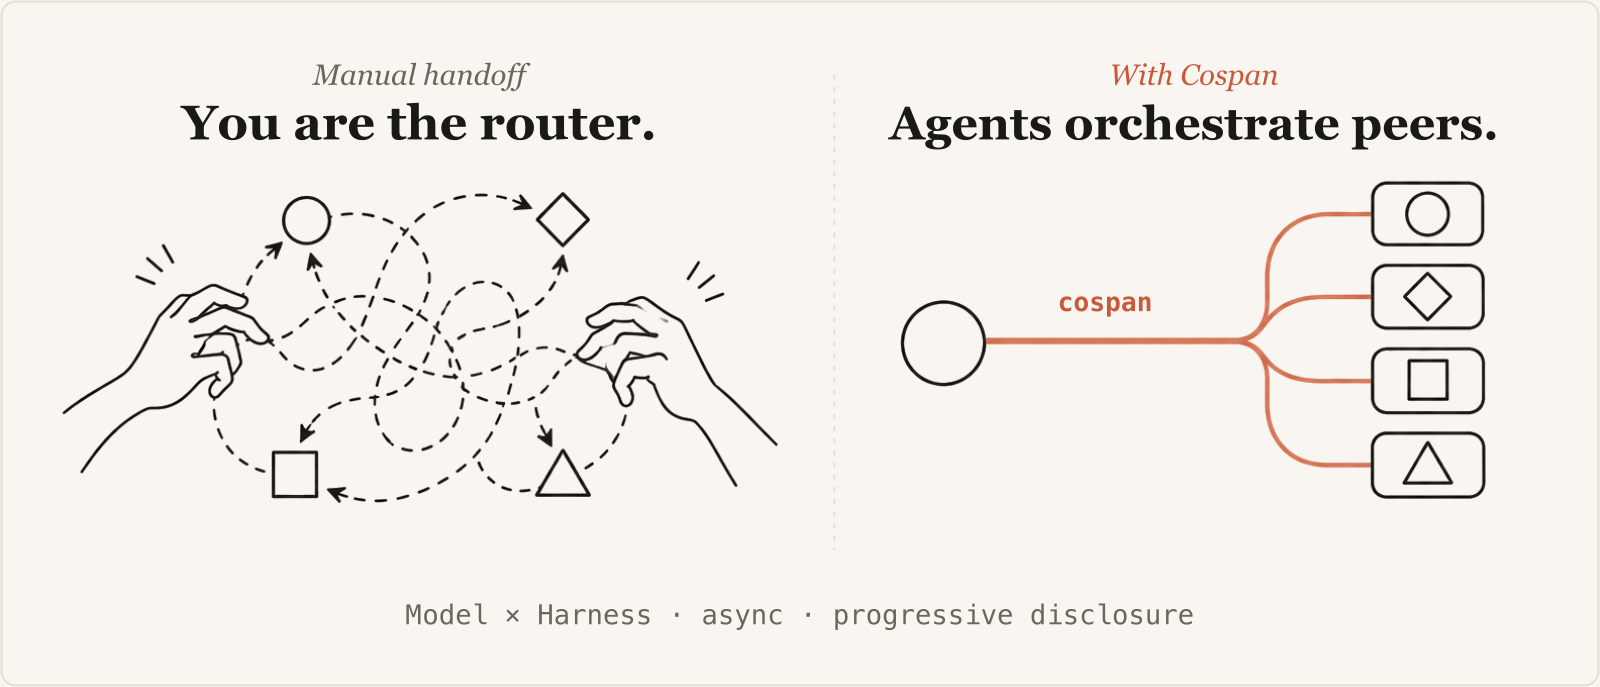 Manual handoff
You are the router.
With Cospan
Agents orchestrate peers.
cospan
Model × Harness · async · progressive disclosure